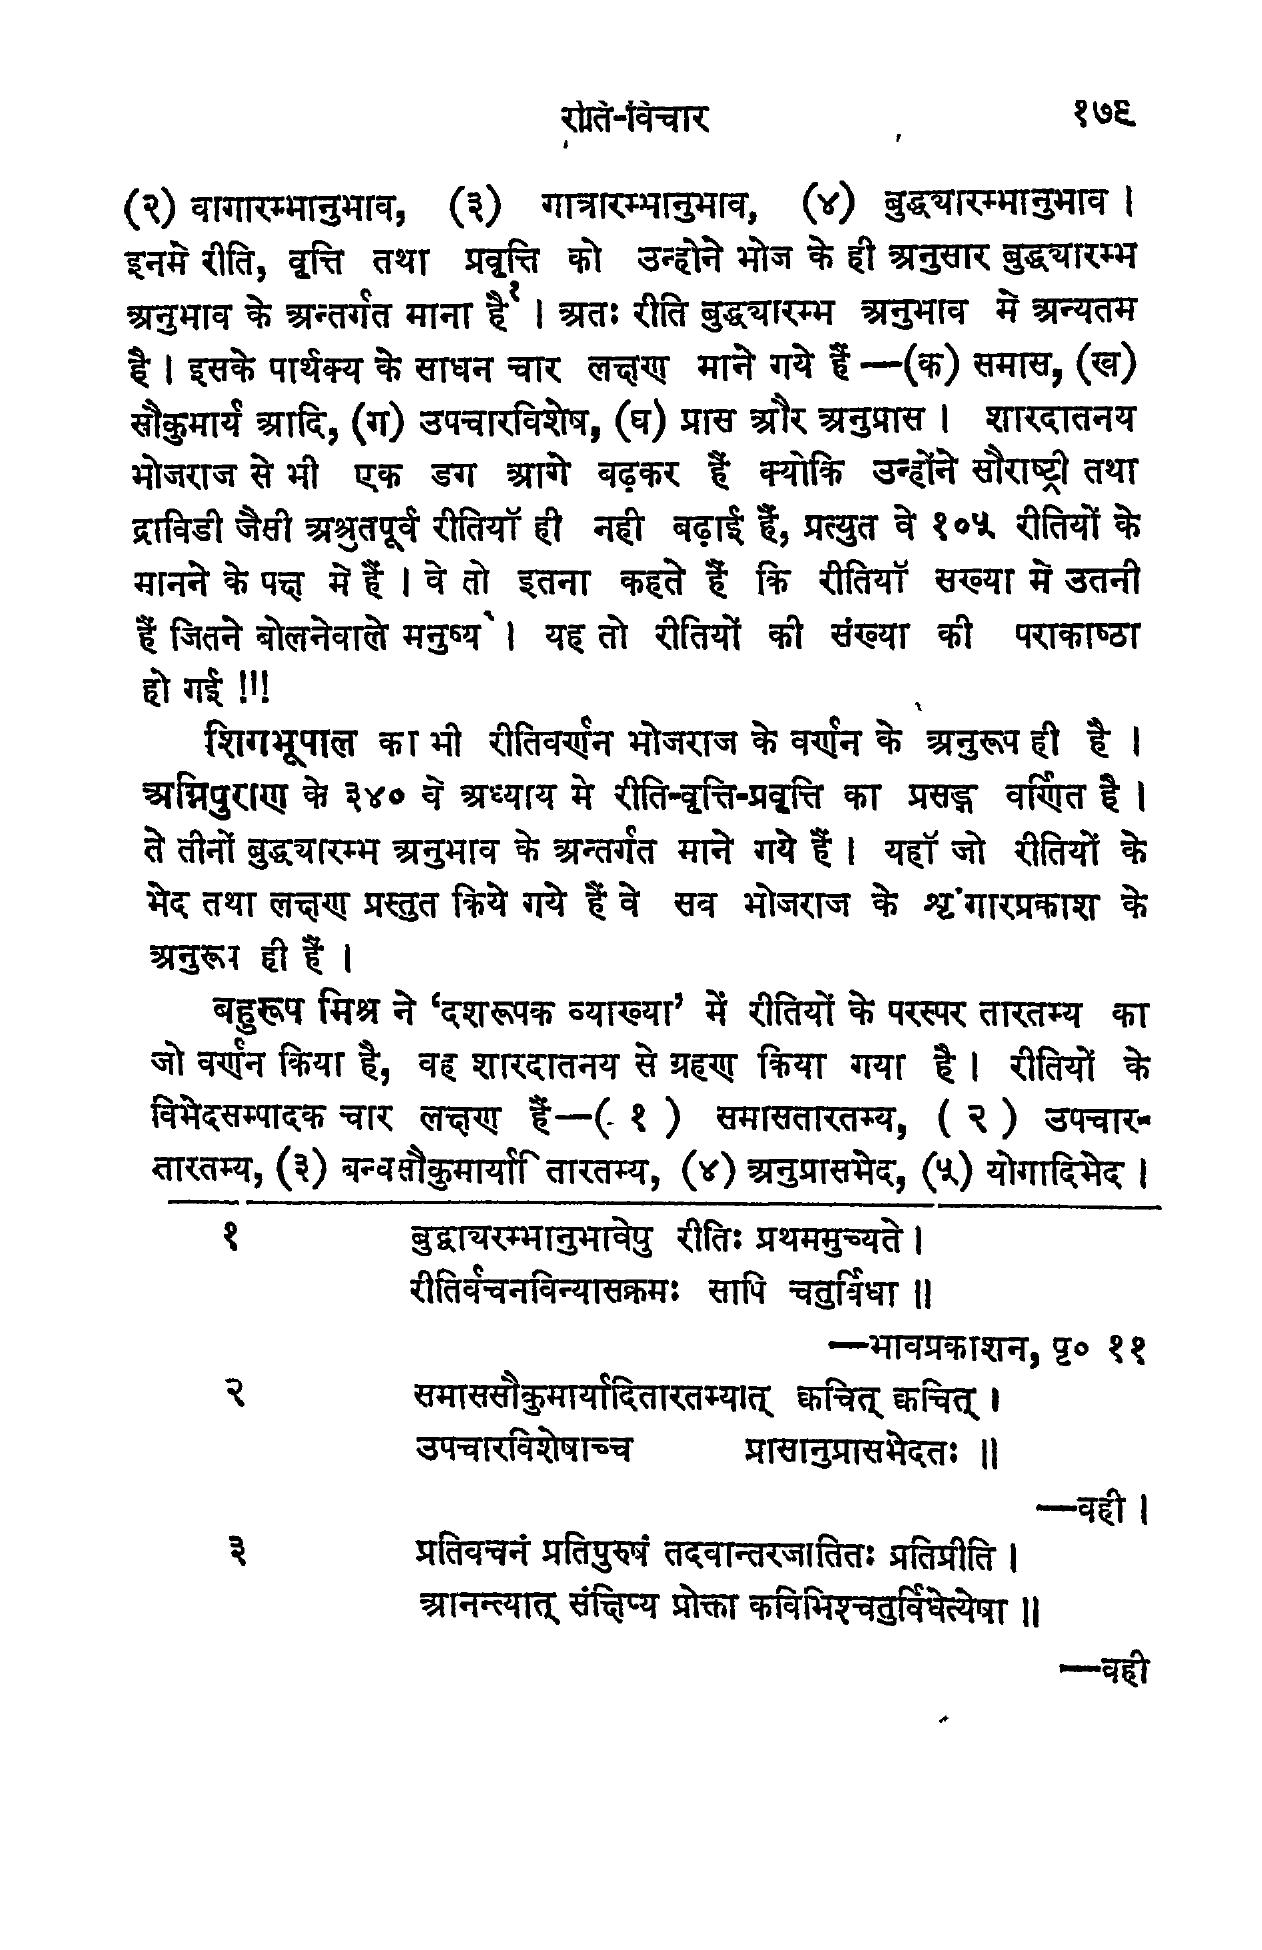 रीति-विचार १७९
(२) वागारम्भानुभाव, (३) गात्रारम्भानुभाव, (४) बुद्ध्यारम्भानुभाव ।
इनमे रीति, वृत्ति तथा प्रवृत्ति को उन्होने भोज के ही अनुसार बुद्ध्यारम्भ
अनुभाव के अन्तर्गत माना है१ । अतः रीति बुद्ध्यारम्भ अनुभाव मे अन्यतम
है । इसके पार्थक्य के साधन चार लक्षण माने गये हैं —(क) समास, (ख)
सौकुमार्य आदि, (ग) उपचारविशेष, (घ) प्रास और अनुप्रास । शारदातनय
भोजराज से भी एक डग आगे बढ़कर हैं क्योकि उन्होंने सौराष्ट्री तथा
द्राविडी जैसी अश्रुतपूर्व रीतियॉ ही नही बढ़ाई हैं, प्रत्युत वे १०५ रीतियों के
मानने के पक्ष में हैं । वे तो इतना कहते हैं कि रीतियॉ सख्या में उतनी
हैं जितने बोलनेवाले मनुष्य । यह तो रीतियों की संख्या की पराकाष्ठा
हो गई !!!
शिगभूपाल का भी रीतिवर्णन भोजराज के वर्णन के अनुरूप ही है ।
अग्निपुराण के ३४० वें अध्याय मे रीति-वृत्ति-प्रवृत्ति का प्रसङ्ग वर्णित है ।
ते तीनों बुद्ध्यारम्भ अनुभाव के अन्तर्गत माने गये हैं । यहॉ जो रीतियों के
भेद तथा लक्षण प्रस्तुत किये गये हैं वे सव भोजराज के शृंगारप्रकाश के
अनुरूप ही हैं ।
बहुरूप मिश्र ने ‘दशरूपक व्याख्या’ में रीतियों के परस्पर तारतम्य का
जो वर्णन किया है, वह शारदातनय से ग्रहण किया गया है । रीतियों के
विभेदसम्पादक चार लक्षण हैं—( १ ) समासतारतम्य, ( २ ) उपचार-
तारतम्य, (३) बन्धसौकुमार्यादि तारतम्य, (४) अनुप्रासभेद, (५) योगादिभेद ।
१ बुद्वायरम्भानुभावेपु रीतिः प्रथममुच्यते ।
रीतिर्वचनविन्यासक्रमः सापि चतुर्विधा ॥
—भावप्रकाशन, पृ० ११
२ समाससौकुमार्यादितारतम्यात् क्वचित् क्वचित् ।
उपचारविशेषाच्च प्रासानुप्रासभेदतः ॥
—वही ।
३ प्रतिवचनं प्रतिपुरुषं तदवान्तरजातितः प्रतिप्रीति ।
आनन्त्यात् संक्षिप्य प्रोक्ता कविभिश्चतुर्विधेत्येषा ॥
—वही